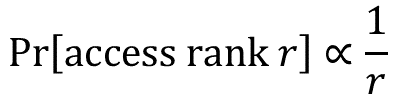 Pr[access rank r] ∝ 1/r